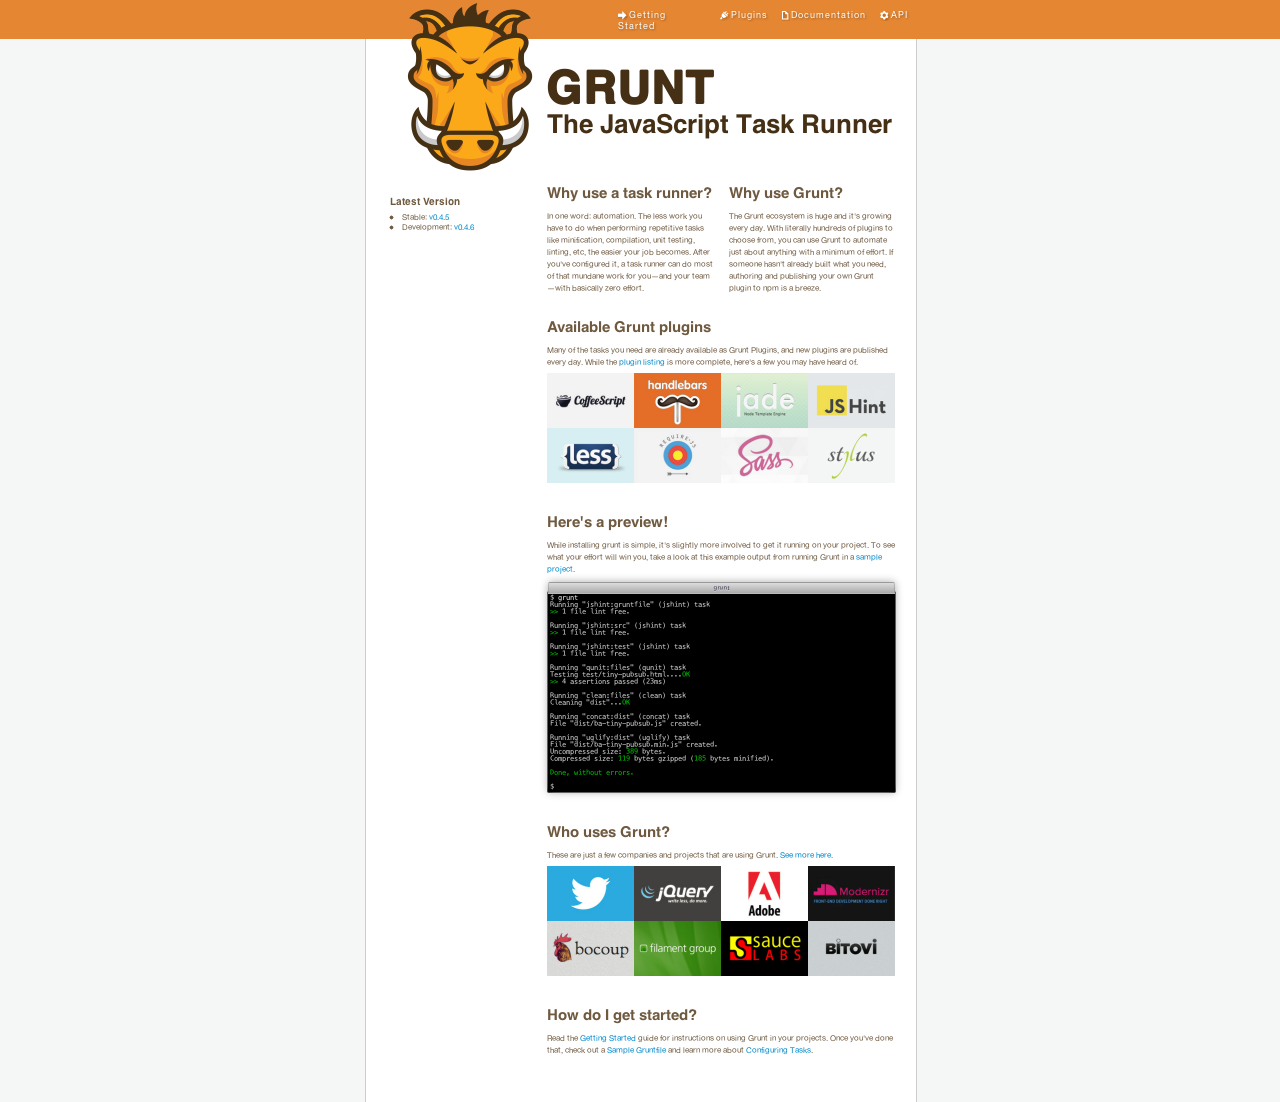 Getting Started
Plugins
Documentation
API
GRUNT
The JavaScript Task Runner
Latest Version
Stable: v0.4.5
Development: v0.4.6
Why use a task runner?
In one word: automation. The less work you
have to do when performing repetitive tasks
like minification, compilation, unit testing,
linting, etc, the easier your job becomes. After
you've configured it, a task runner can do most
of that mundane work for you—and your team
—with basically zero effort.
Why use Grunt?
The Grunt ecosystem is huge and it's growing
every day. With literally hundreds of plugins to
choose from, you can use Grunt to automate
just about anything with a minimum of effort. If
someone hasn't already built what you need,
authoring and publishing your own Grunt
plugin to npm is a breeze.
Available Grunt plugins
Many of the tasks you need are already available as Grunt Plugins, and new plugins are published
every day. While the plugin listing is more complete, here's a few you may have heard of.
CoffeeScript
handlebars
jade
Node Template Engine
JSHint
{less}
REQUIRE·JS
Sass
stylus
Here's a preview!
While installing grunt is simple, it's slightly more involved to get it running on your project. To see
what your effort will win you, take a look at this example output from running Grunt in a sample
project.
grunt
$ grunt
Running "jshint:gruntfile" (jshint) task
>> 1 file lint free.
Running "jshint:src" (jshint) task
>> 1 file lint free.
Running "jshint:test" (jshint) task
>> 1 file lint free.
Running "qunit:files" (qunit) task
Testing test/tiny-pubsub.html....OK
>> 4 assertions passed (23ms)
Running "clean:files" (clean) task
Cleaning "dist"...OK
Running "concat:dist" (concat) task
File "dist/ba-tiny-pubsub.js" created.
Running "uglify:dist" (uglify) task
File "dist/ba-tiny-pubsub.min.js" created.
Uncompressed size: 389 bytes.
Compressed size: 119 bytes gzipped (185 bytes minified).
Done, without errors.
$
Who uses Grunt?
These are just a few companies and projects that are using Grunt. See more here.
jQuery
write less, do more.
Adobe
Modernizr
FRONT-END DEVELOPMENT DONE RIGHT
bocoup
filament group
SAUCE
LABS
BITOVI
How do I get started?
Read the Getting Started guide for instructions on using Grunt in your projects. Once you've done
that, check out a Sample Gruntfile and learn more about Configuring Tasks.